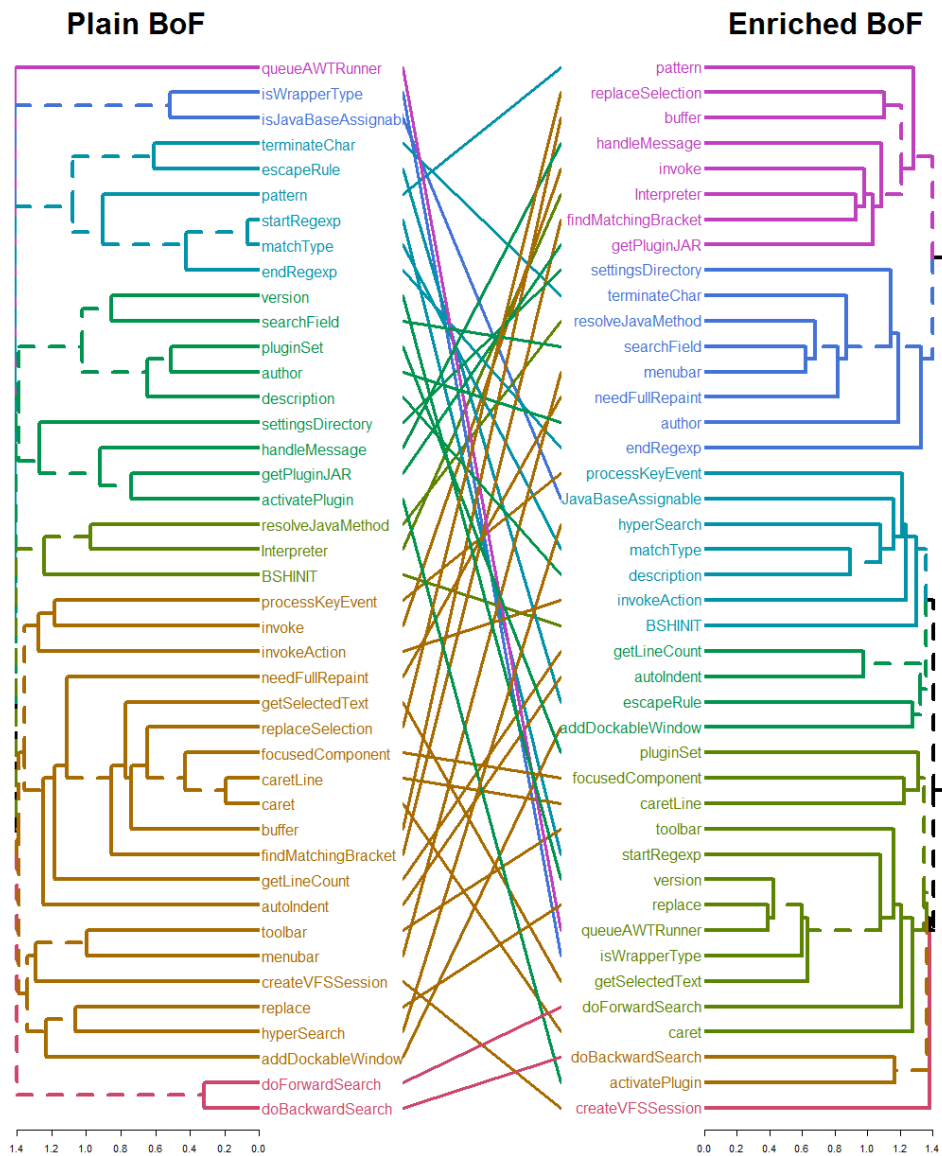 Plain BoF
Enriched BoF
queueAWTRunner
isWrapperType
isJavaBaseAssignabl
terminateChar
escapeRule
pattern
startRegexp
matchType
endRegexp
version
searchField
pluginSet
author
description
settingsDirectory
handleMessage
getPluginJAR
activatePlugin
resolveJavaMethod
Interpreter
BSHINIT
processKeyEvent
invoke
invokeAction
needFullRepaint
getSelectedText
replaceSelection
focusedComponent
caretLine
caret
buffer
findMatchingBracket
getLineCount
autoIndent
toolbar
menubar
createVFSSession
replace
hyperSearch
addDockableWindow
doForwardSearch
doBackwardSearch
1.4 1.2 1.0 0.8 0.6 0.4 0.2 0.0
pattern
replaceSelection
buffer
handleMessage
invoke
Interpreter
findMatchingBracket
getPluginJAR
settingsDirectory
terminateChar
resolveJavaMethod
searchField
menubar
needFullRepaint
author
endRegexp
processKeyEvent
JavaBaseAssignable
hyperSearch
matchType
description
invokeAction
BSHINIT
getLineCount
autoIndent
escapeRule
addDockableWindow
pluginSet
focusedComponent
caretLine
toolbar
startRegexp
version
replace
queueAWTRunner
isWrapperType
getSelectedText
doForwardSearch
caret
doBackwardSearch
activatePlugin
createVFSSession
0.0 0.2 0.4 0.6 0.8 1.0 1.2 1.4